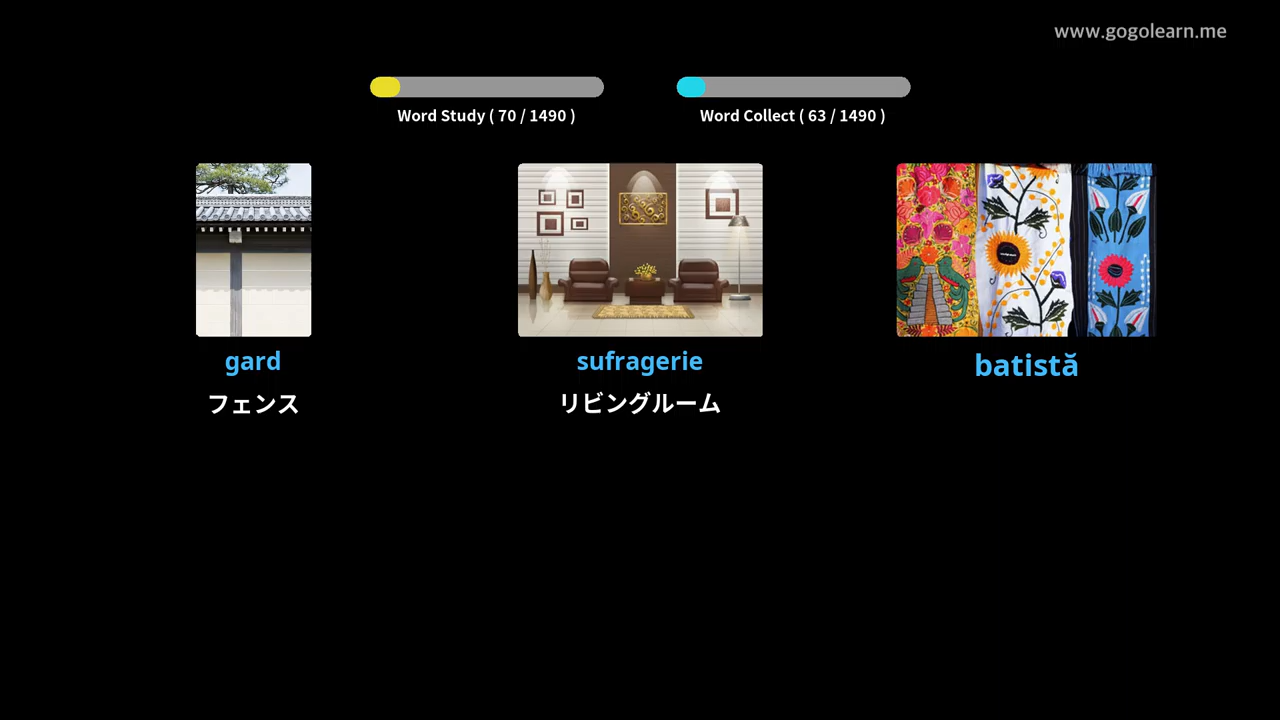 www.gogolearn.me
Word Study ( 70 / 1490 )
Word Collect ( 63 / 1490 )
gard
sufragerie
batistă
フェンス
リビングルーム